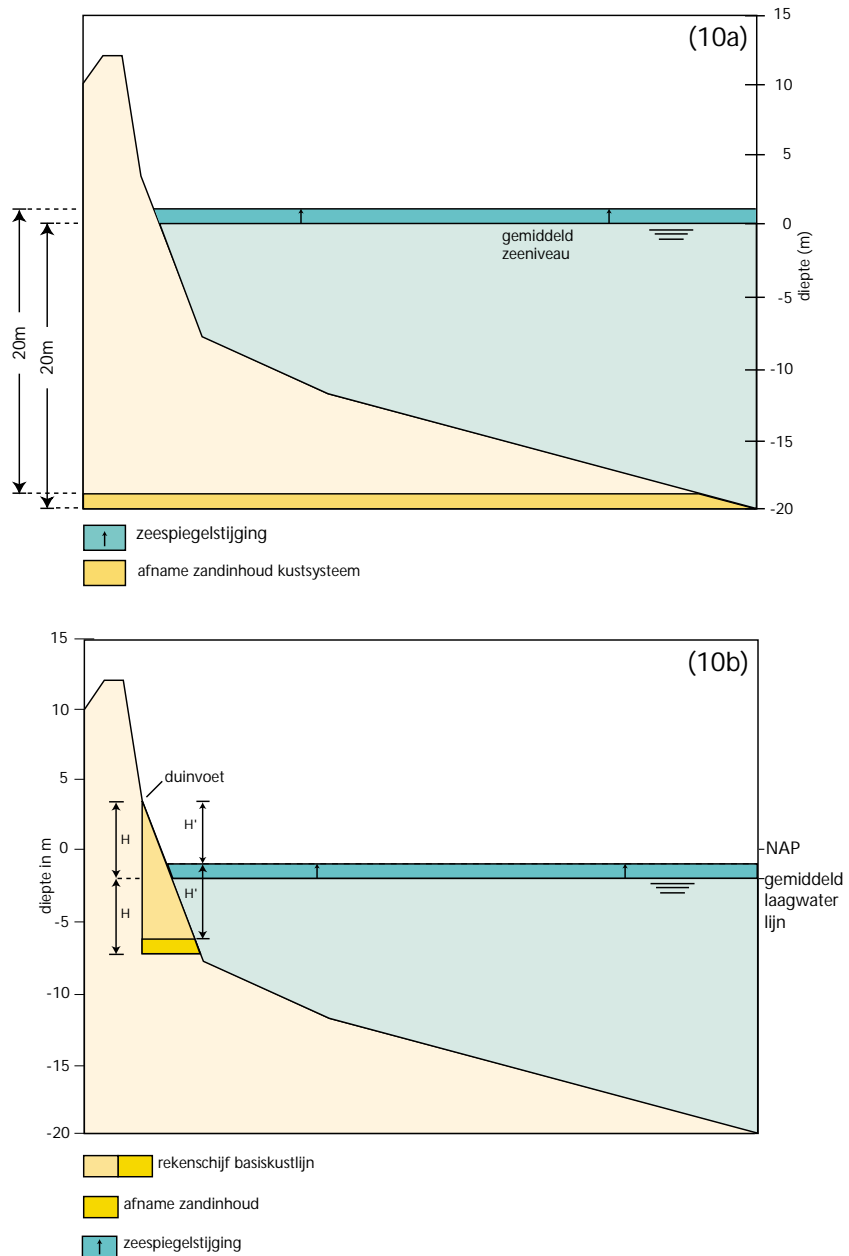 (10a)
15
10
5
0
-5
-10
-15
-20
diepte (m)
gemiddeld
zeeniveau
20m
20m
zeespiegelstijging
afname zandinhoud kustsysteem
(10b)
15
10
5
0
-5
-10
-15
-20
diepte in m
duinvoet
H
H'
H
H'
NAP
gemiddeld
laagwater
lijn
rekenschijf basiskustlijn
afname zandinhoud
zeespiegelstijging